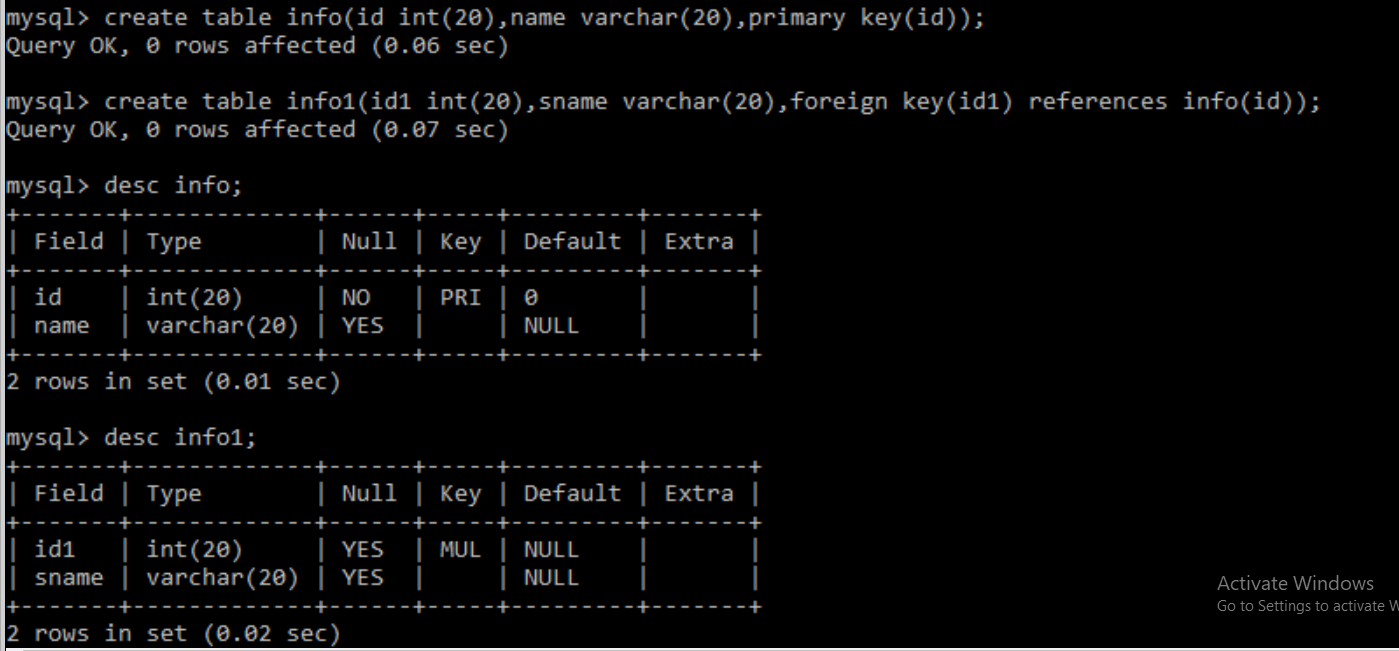 mysql> create table info(id int(20),name varchar(20),primary key(id));
Query OK, 0 rows affected (0.06 sec)
mysql> create table info1(id1 int(20),sname varchar(20),foreign key(id1) references info(id));
Query OK, 0 rows affected (0.07 sec)
mysql> desc info;
+-------+-------------+------+-----+---------+-------+
| Field | Type        | Null | Key | Default | Extra |
+-------+-------------+------+-----+---------+-------+
| id    | int(20)     | NO   | PRI | 0       |       |
| name  | varchar(20) | YES  |     | NULL    |       |
+-------+-------------+------+-----+---------+-------+
2 rows in set (0.01 sec)
mysql> desc info1;
+-------+-------------+------+-----+---------+-------+
| Field | Type        | Null | Key | Default | Extra |
+-------+-------------+------+-----+---------+-------+
| id1   | int(20)     | YES  | MUL | NULL    |       |
| sname | varchar(20) | YES  |     | NULL    |       |
+-------+-------------+------+-----+---------+-------+
2 rows in set (0.02 sec)
Activate Windows
Go to Settings to activate W